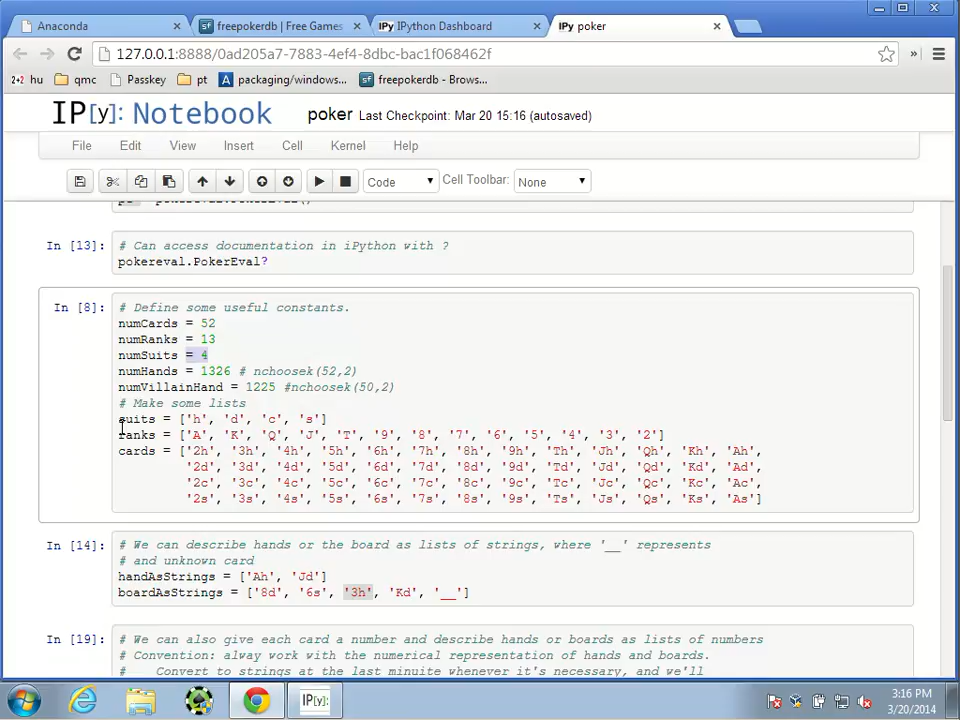 Anaconda
freepokerdb | Free Games
IPy IPython Dashboard
IPy poker
127.0.0.1:8888/0ad205a7-7883-4ef4-8dbc-bac1f068462f
2+2 hu
qmc
Passkey
pt
packaging/windows...
freepokerdb - Brows...
»
IP[y]: Notebook
poker Last Checkpoint: Mar 20 15:16 (autosaved)
File Edit View Insert Cell Kernel Help
Code
Cell Toolbar: None
In [13]:
# Can access documentation in iPython with ?
pokereval.PokerEval?
In [8]:
# Define some useful constants.
numCards = 52
numRanks = 13
numSuits = 4
numHands = 1326 # nchoosek(52,2)
numVillainHand = 1225 #nchoosek(50,2)
# Make some lists
suits = ['h', 'd', 'c', 's']
ranks = ['A', 'K', 'Q', 'J', 'T', '9', '8', '7', '6', '5', '4', '3', '2']
cards = ['2h', '3h', '4h', '5h', '6h', '7h', '8h', '9h', 'Th', 'Jh', 'Qh', 'Kh', 'Ah',
'2d', '3d', '4d', '5d', '6d', '7d', '8d', '9d', 'Td', 'Jd', 'Qd', 'Kd', 'Ad',
'2c', '3c', '4c', '5c', '6c', '7c', '8c', '9c', 'Tc', 'Jc', 'Qc', 'Kc', 'Ac',
'2s', '3s', '4s', '5s', '6s', '7s', '8s', '9s', 'Ts', 'Js', 'Qs', 'Ks', 'As']
In [14]:
# We can describe hands or the board as lists of strings, where '__' represents
# and unknown card
handAsStrings = ['Ah', 'Jd']
boardAsStrings = ['8d', '6s', '3h', 'Kd', '__']
In [19]:
# We can also give each card a number and describe hands or boards as lists of numbers
# Convention: alway work with the numerical representation of hands and boards.
# Convert to strings at the last minuite whenever it's necessary, and we'll
IP[y]:
3:16 PM
3/20/2014